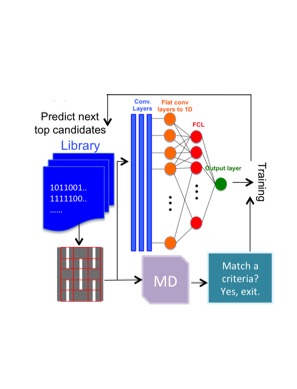 Predict next
top candidates
Library
1011001..
1111100..
......
Conv.
Layers
Flat conv
layers to 1D
FCL
Output layer
Training
MD
Match a
criteria?
Yes, exit.